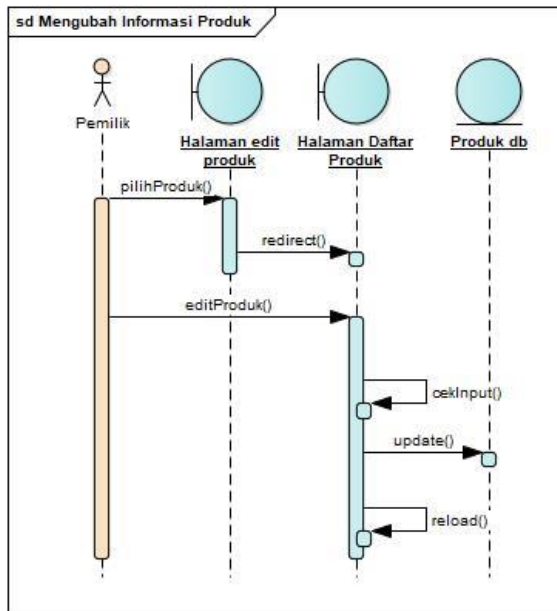 sd Mengubah Informasi Produk
Pemilik
Halaman edit
produk
Halaman Daftar
Produk
Produk db
pilihProduk()
redirect()
editProduk()
cekInput()
update()
reload()